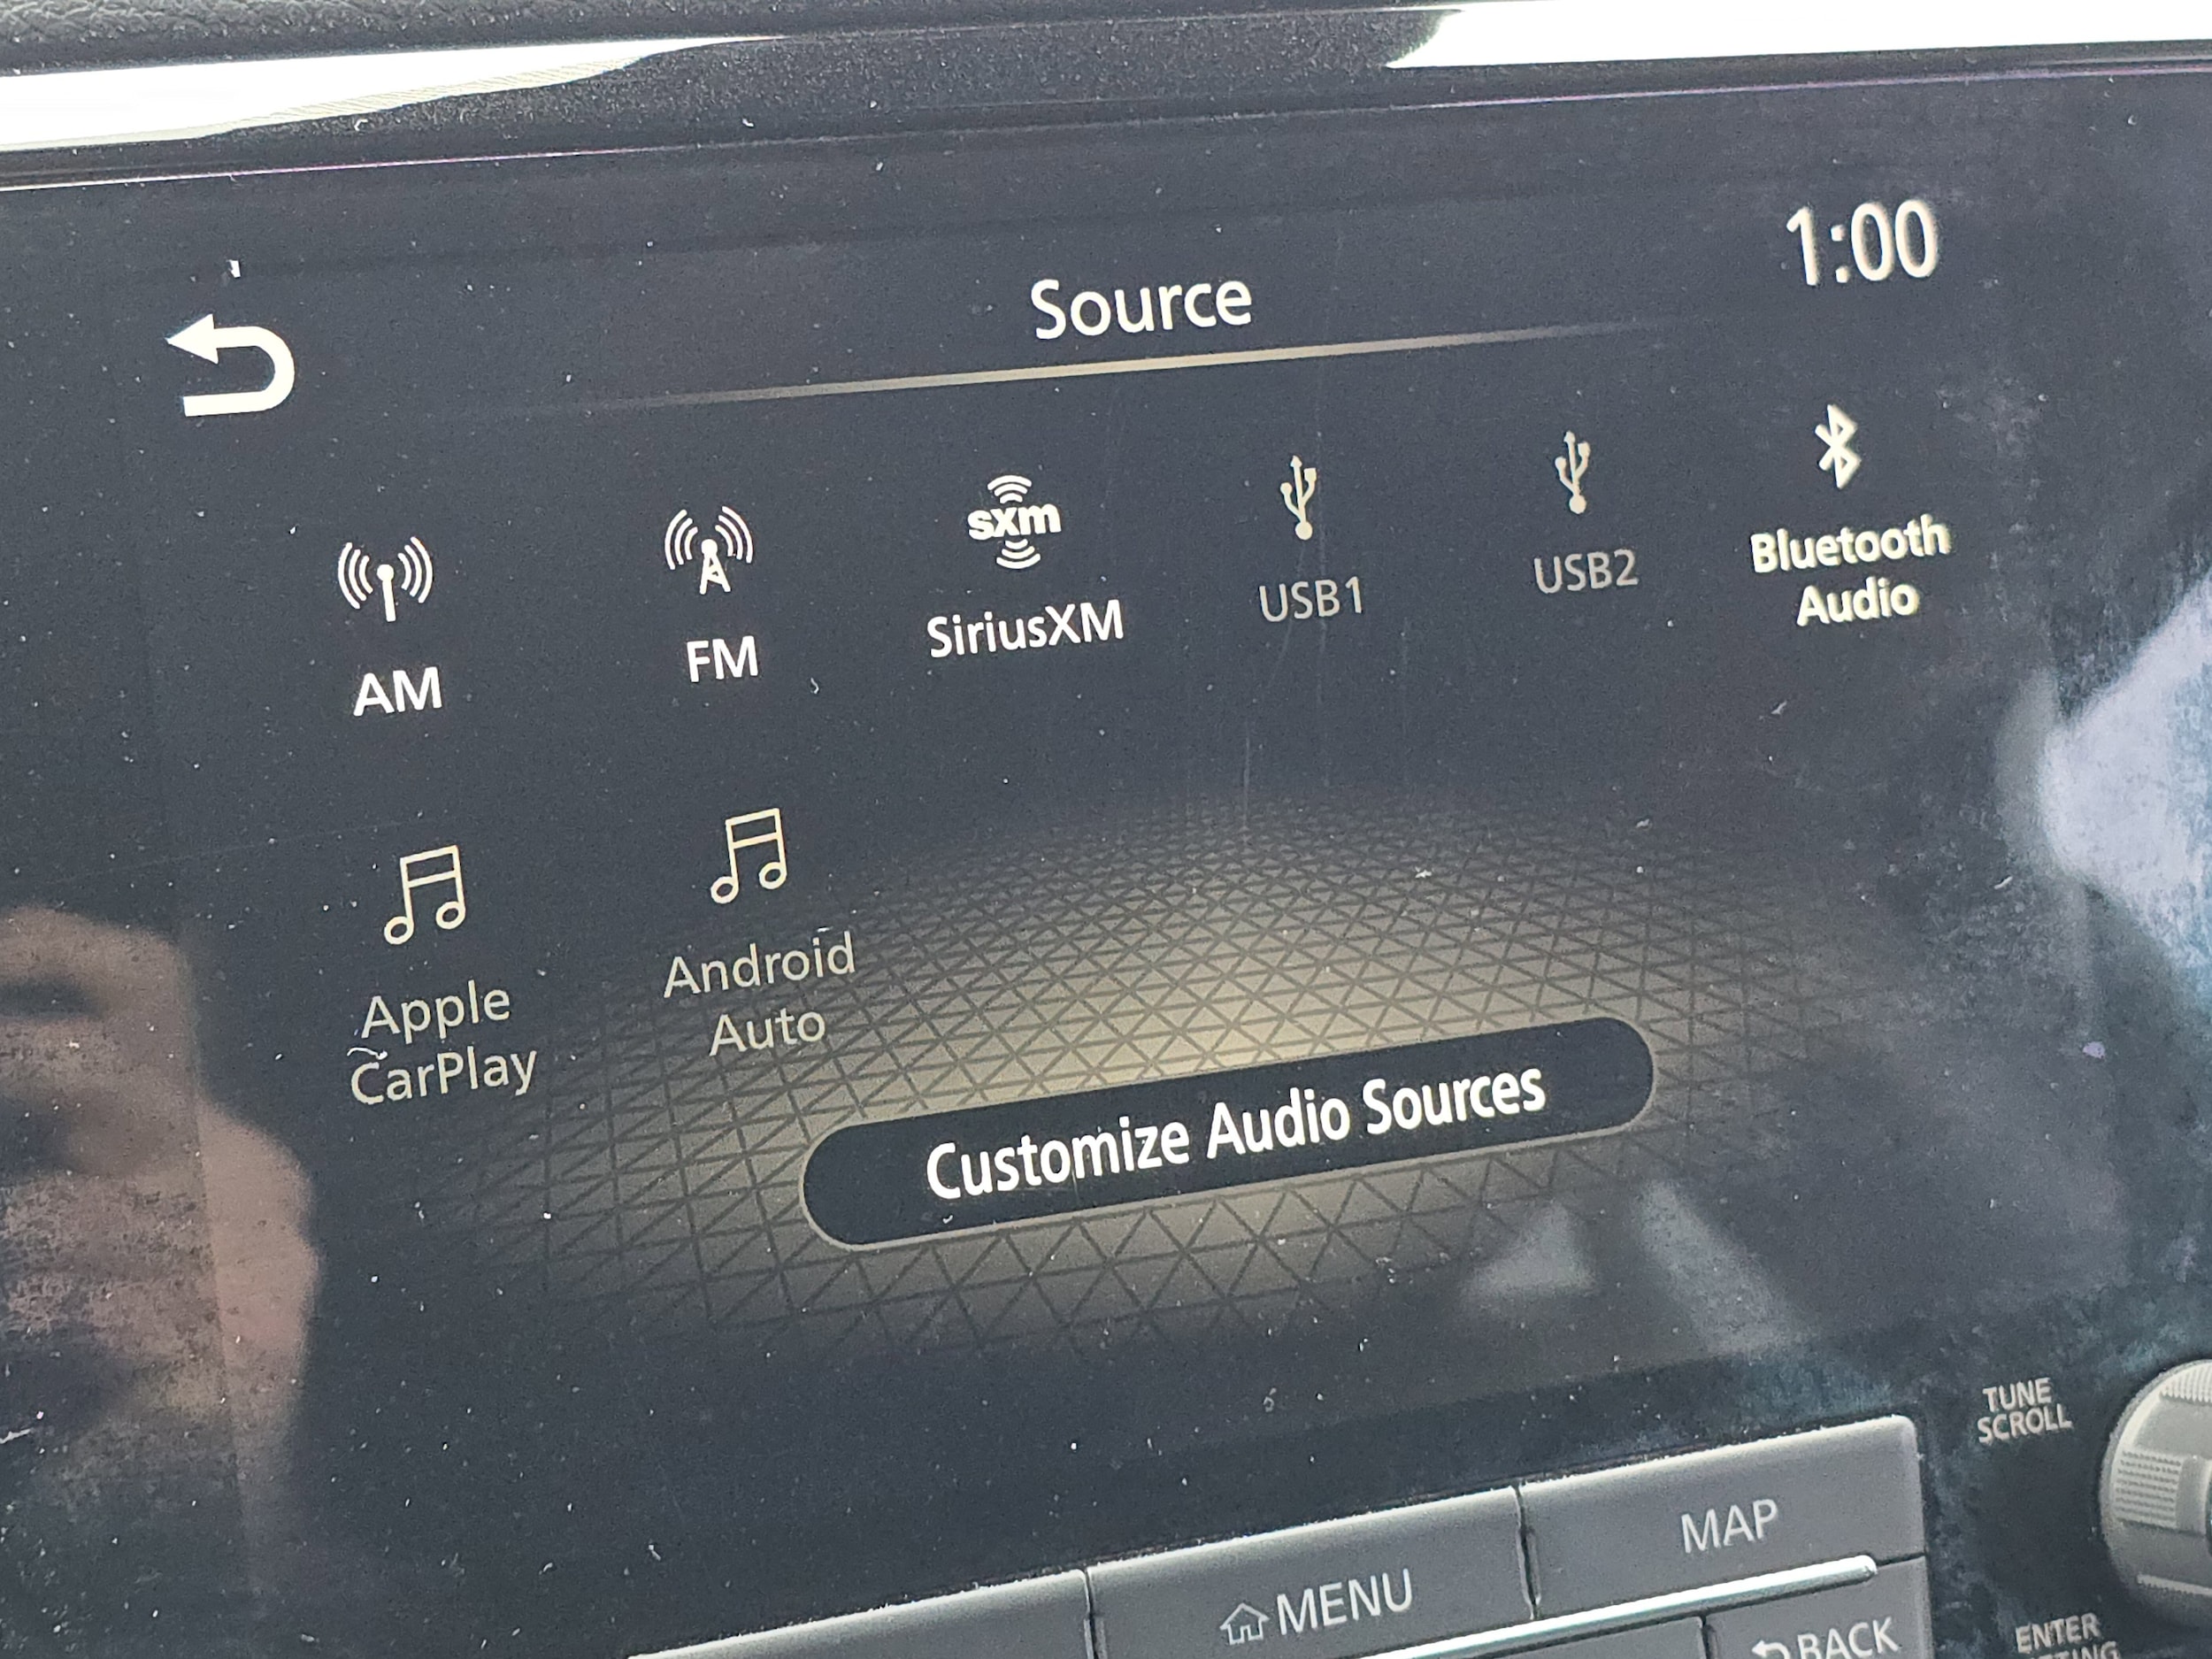 1:00
Source
sxm
AM
FM
SiriusXM
USB1
USB2
Bluetooth
Audio
Apple
CarPlay
Android
Auto
Customize Audio Sources
TUNE
SCROLL
MAP
MENU
BACK
ENTER